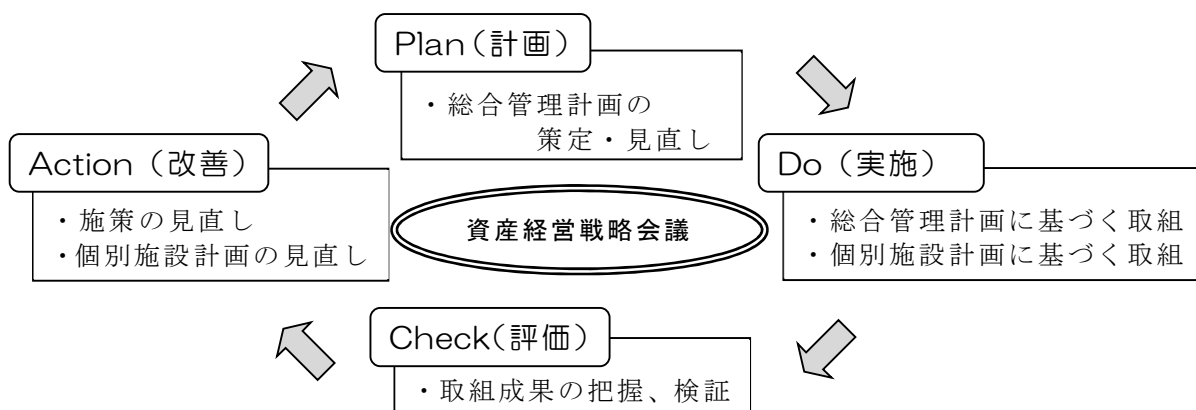 Plan(計画)
・総合管理計画の
策定・見直し
Action(改善)
・施策の見直し
・個別施設計画の見直し
資産経営戦略会議
Do(実施)
・総合管理計画に基づく取組
・個別施設計画に基づく取組
Check(評価)
・取組成果の把握、検証